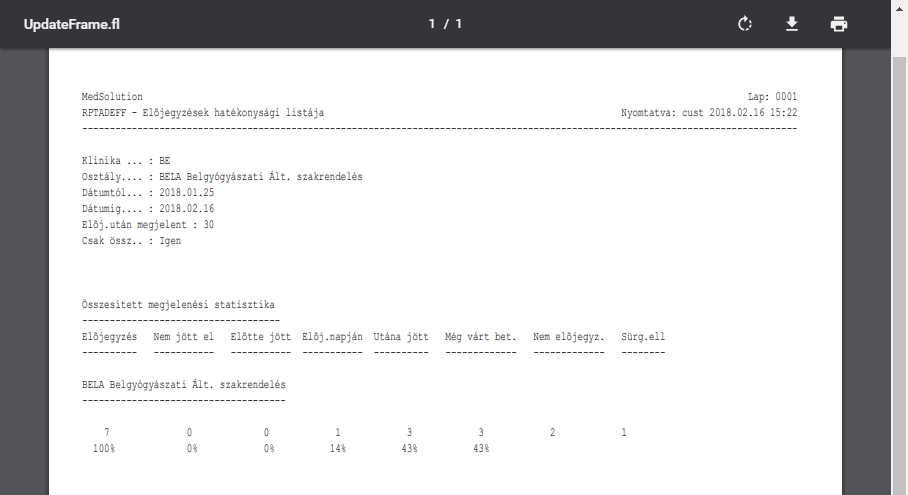 UpdateFrame.fl 1 / 1
MedSolution Lap: 0001
RPTADEFF - Előjegyzések hatékonysági listája Nyomtatva: cust 2018.02.16 15:22
Klinika ... : BE
Osztály.... : BELA Belgyógyászati Ált. szakrendelés
Dátumtól... : 2018.01.25
Dátumig.... : 2018.02.16
Előj.után megjelent : 30
Csak össz.. : Igen
Összesített megjelenési statisztika
Előjegyzés Nem jött el Előtte jött Előj.napján Utána jött Még várt bet. Nem előjegyz. Sürg.ell
BELA Belgyógyászati Ált. szakrendelés
7 0 0 1 3 3 2 1
100% 0% 0% 14% 43% 43%